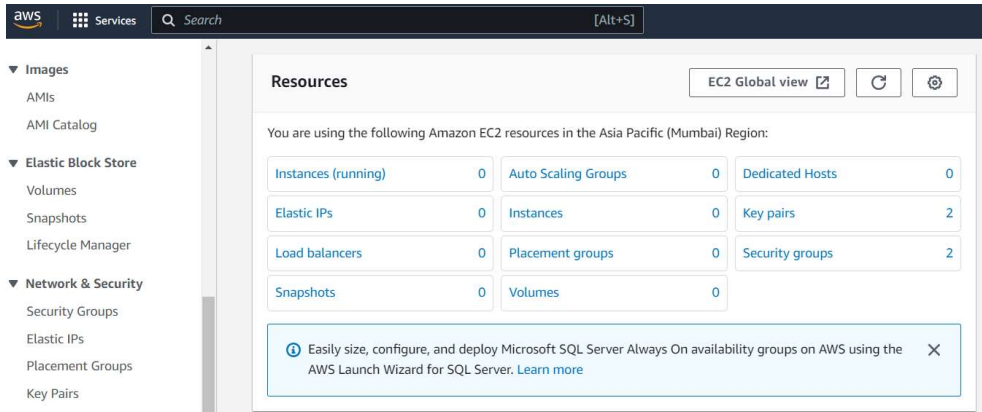 aws
Services
Search
[Alt+S]
Images
AMIs
AMI Catalog
Elastic Block Store
Volumes
Snapshots
Lifecycle Manager
Network & Security
Security Groups
Elastic IPs
Placement Groups
Key Pairs
Resources
EC2 Global view
You are using the following Amazon EC2 resources in the Asia Pacific (Mumbai) Region:
Instances (running) 0
Auto Scaling Groups 0
Dedicated Hosts 0
Elastic IPs 0
Instances 0
Key pairs 2
Load balancers 0
Placement groups 0
Security groups 2
Snapshots 0
Volumes 0
Easily size, configure, and deploy Microsoft SQL Server Always On availability groups on AWS using the
AWS Launch Wizard for SQL Server. Learn more